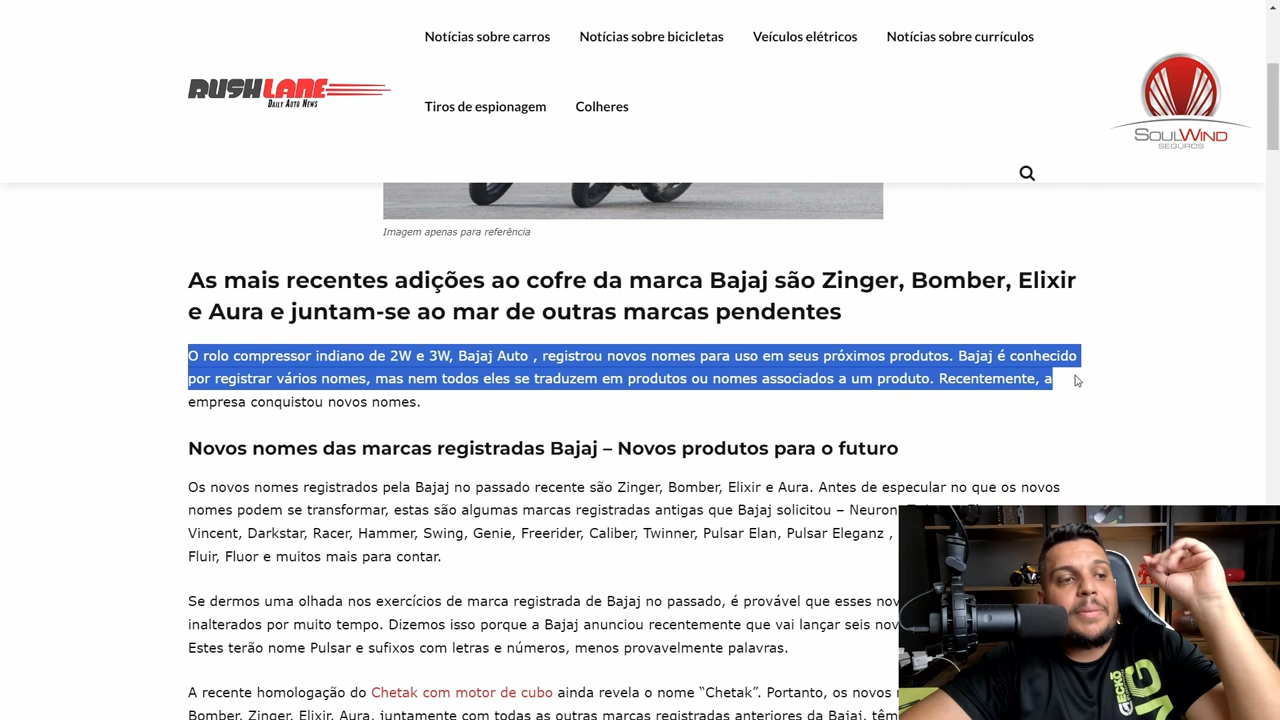 Notícias sobre carros
Notícias sobre bicicletas
Veículos elétricos
Notícias sobre currículos
RUSHLANE
DAILY AUTO NEWS
Tiros de espionagem
Colheres
SOULWIND
SEGUROS
Imagem apenas para referência
As mais recentes adições ao cofre da marca Bajaj são Zinger, Bomber, Elixir
e Aura e juntam-se ao mar de outras marcas pendentes
O rolo compressor indiano de 2W e 3W, Bajaj Auto , registrou novos nomes para uso em seus próximos produtos. Bajaj é conhecido
por registrar vários nomes, mas nem todos eles se traduzem em produtos ou nomes associados a um produto. Recentemente, a
empresa conquistou novos nomes.
Novos nomes das marcas registradas Bajaj – Novos produtos para o futuro
Os novos nomes registrados pela Bajaj no passado recente são Zinger, Bomber, Elixir e Aura. Antes de especular no que os novos
nomes podem se transformar, estas são algumas marcas registradas antigas que Bajaj solicitou – Neuron,
Vincent, Darkstar, Racer, Hammer, Swing, Genie, Freerider, Caliber, Twinner, Pulsar Elan, Pulsar Eleganz ,
Fluir, Fluor e muitos mais para contar.
Se dermos uma olhada nos exercícios de marca registrada de Bajaj no passado, é provável que esses
inalterados por muito tempo. Dizemos isso porque a Bajaj anunciou recentemente que vai lançar seis
Estes terão nome Pulsar e sufixos com letras e números, menos provavelmente palavras.
A recente homologação do Chetak com motor de cubo ainda revela o nome “Chetak”. Portanto, os novos
Bomber, Zinger, Elixir, Aura, juntamente com todas as outras marcas registradas anteriores da Bajaj, têm